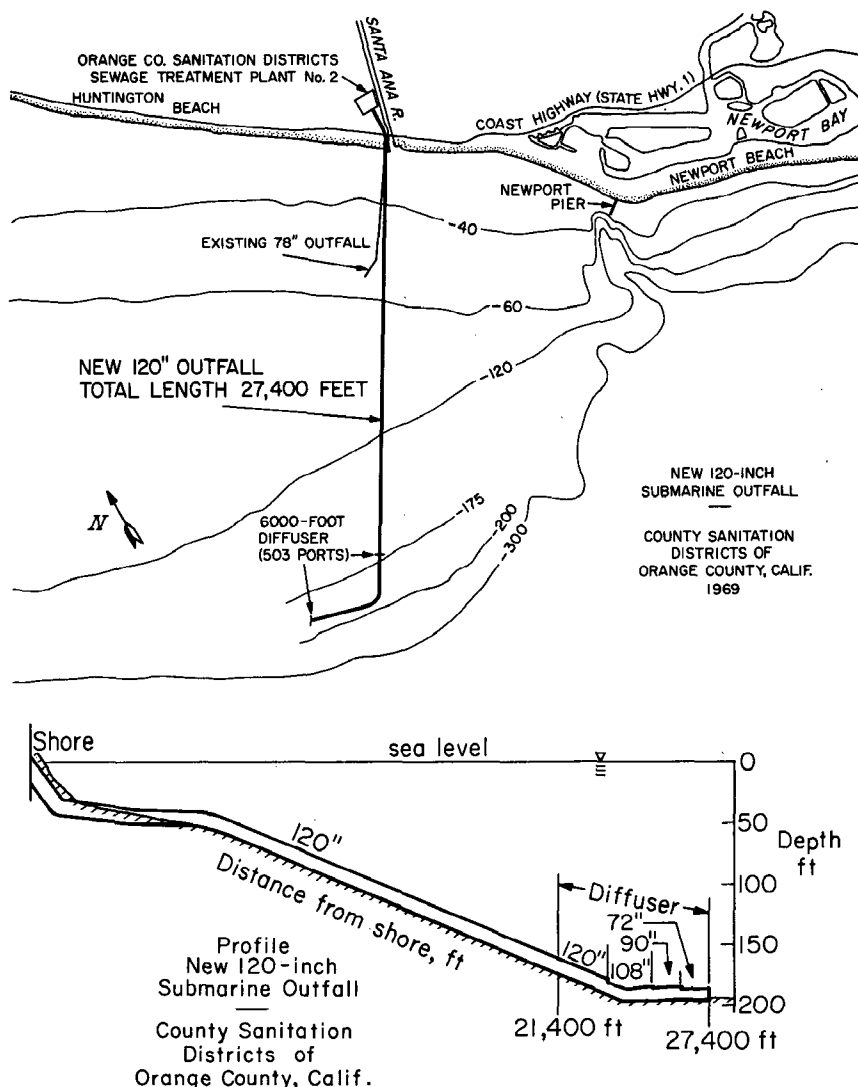 SANTA ANA R.
ORANGE CO. SANITATION DISTRICTS
SEWAGE TREATMENT PLANT No. 2
HUNTINGTON
BEACH
COAST HIGHWAY (STATE HWY. 1)
NEWPORT BAY
NEWPORT BEACH
NEWPORT
PIER
-40
EXISTING 78" OUTFALL
-60
NEW 120" OUTFALL
TOTAL LENGTH 27,400 FEET
-120
N
6000-FOOT
DIFFUSER
(503 PORTS)
-175
-200
-300
NEW 120-INCH
SUBMARINE OUTFALL
COUNTY SANITATION
DISTRICTS OF
ORANGE COUNTY, CALIF.
1969
Shore
sea level
0
50
100
150
200
Depth
ft
120"
Distance from shore, ft
Diffuser
72"
90"
120"
108"
21,400 ft
27,400 ft
Profile
New 120-inch
Submarine Outfall
County Sanitation
Districts of
Orange County, Calif.